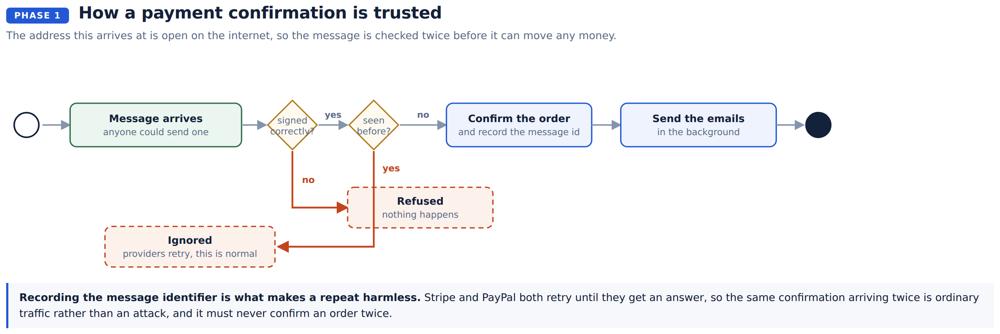 PHASE 1
How a payment confirmation is trusted
The address this arrives at is open on the internet, so the message is checked twice before it can move any money.
Message arrives
anyone could send one
signed
correctly?
yes
seen
before?
no
Confirm the order
and record the message id
Send the emails
in the background
yes
no
Refused
nothing happens
Ignored
providers retry, this is normal
Recording the message identifier is what makes a repeat harmless. Stripe and PayPal both retry until they get an answer, so the same confirmation arriving twice is ordinary
traffic rather than an attack, and it must never confirm an order twice.